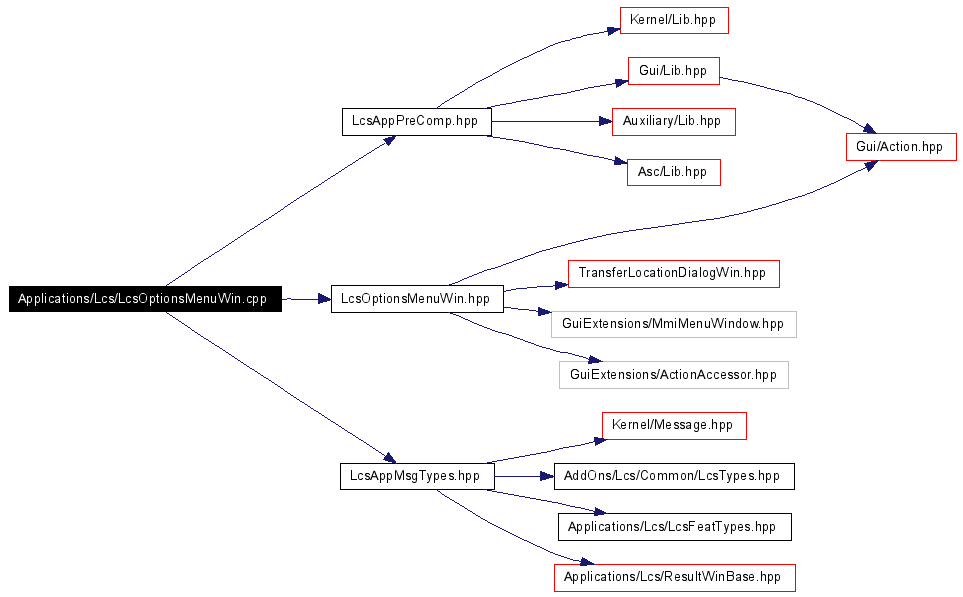 Kernel/Lib.hpp
Gui/Lib.hpp
LcsAppPreComp.hpp
Auxiliary/Lib.hpp
Gui/Action.hpp
Asc/Lib.hpp
TransferLocationDialogWin.hpp
Applications/Lcs/LcsOptionsMenuWin.cpp
LcsOptionsMenuWin.hpp
GuiExtensions/MmiMenuWindow.hpp
GuiExtensions/ActionAccessor.hpp
Kernel/Message.hpp
LcsAppMsgTypes.hpp
AddOns/Lcs/Common/LcsTypes.hpp
Applications/Lcs/LcsFeatTypes.hpp
Applications/Lcs/ResultWinBase.hpp